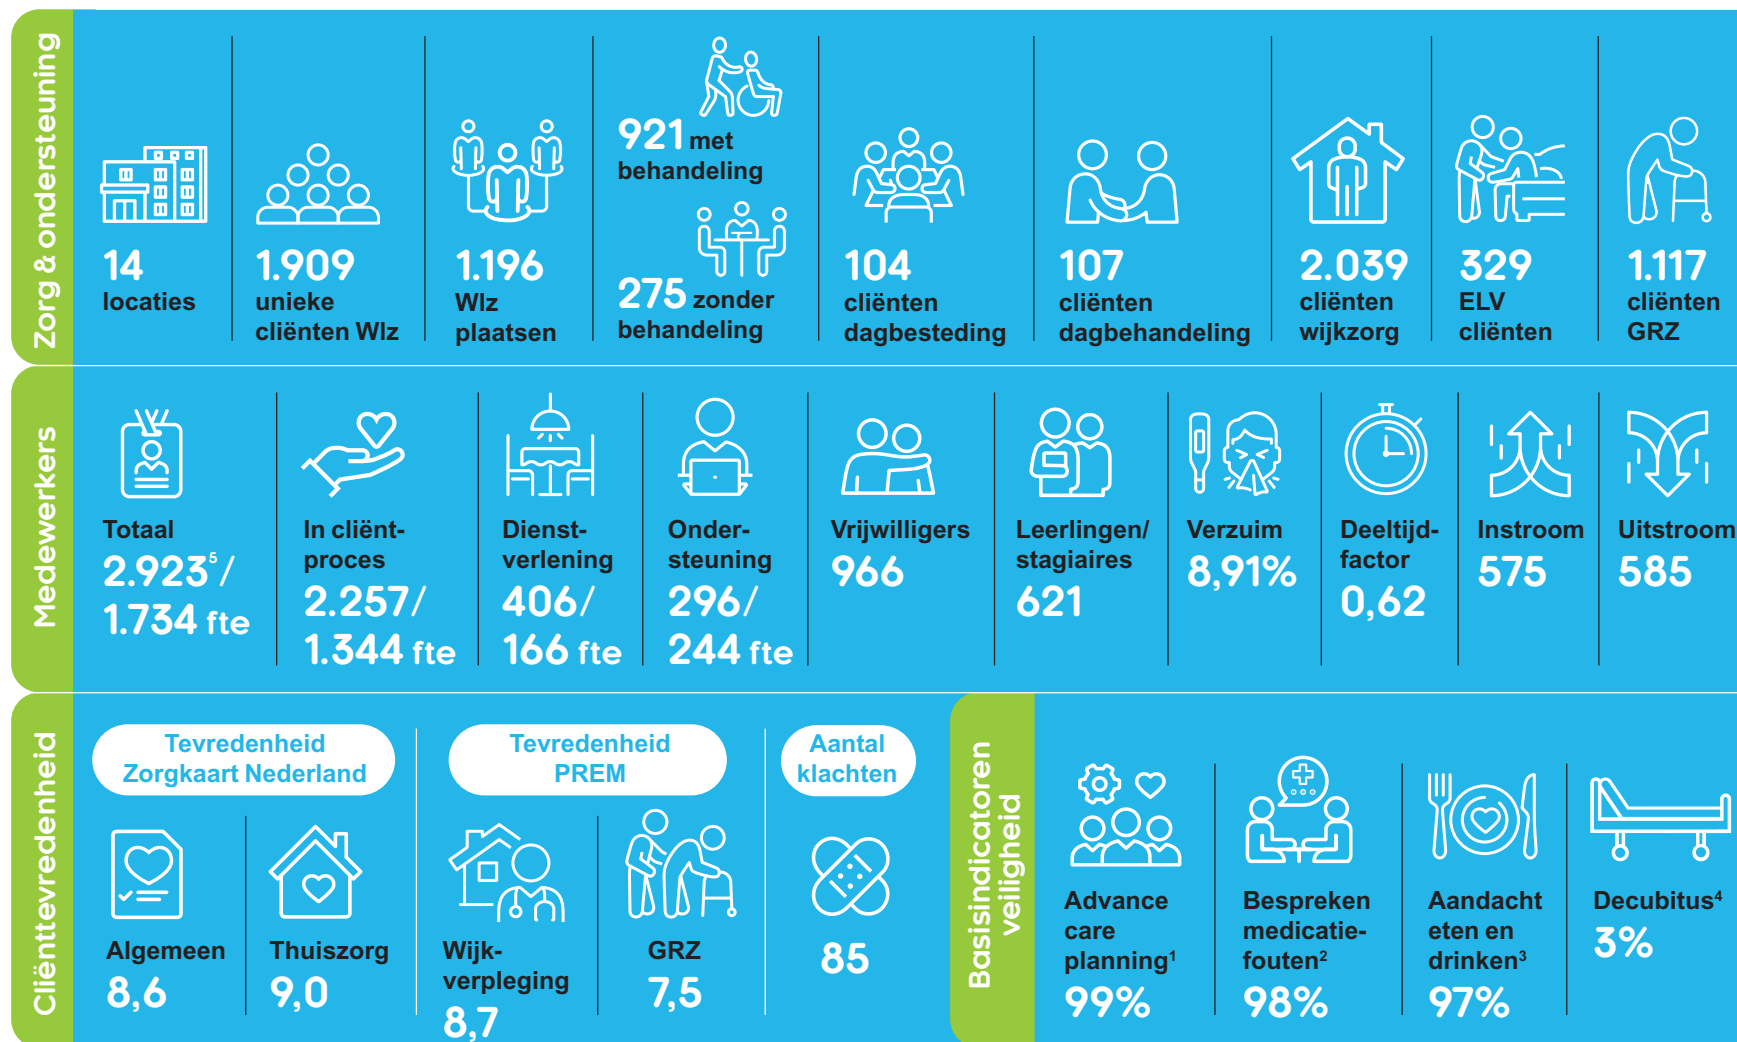 Zorg & ondersteuning
14
locaties
1.909
unieke
cliënten Wlz
1.196
Wlz
plaatsen
921 met
behandeling
275 zonder
behandeling
104
cliënten
dagbesteding
107
cliënten
dagbehandeling
2.039
cliënten
wijkzorg
329
ELV
cliënten
1.117
cliënten
GRZ
Medewerkers
Totaal
2.923⁵/
1.734 fte
In cliënt-
proces
2.257/
1.344 fte
Dienst-
verlening
406/
166 fte
Onder-
steuning
296/
244 fte
Vrijwilligers
966
Leerlingen/
stagiaires
621
Verzuim
8,91%
Deeltijd-
factor
0,62
Instroom
575
Uitstroom
585
Cliënttevredenheid
Tevredenheid
Zorgkaart Nederland
Algemeen
8,6
Thuiszorg
9,0
Tevredenheid
PREM
Wijk-
verpleging
8,7
GRZ
7,5
Aantal
klachten
85
Basisindicatoren
veiligheid
Advance
care
planning¹
99%
Bespreken
medicatie-
fouten²
98%
Aandacht
eten en
drinken³
97%
Decubitus⁴
3%